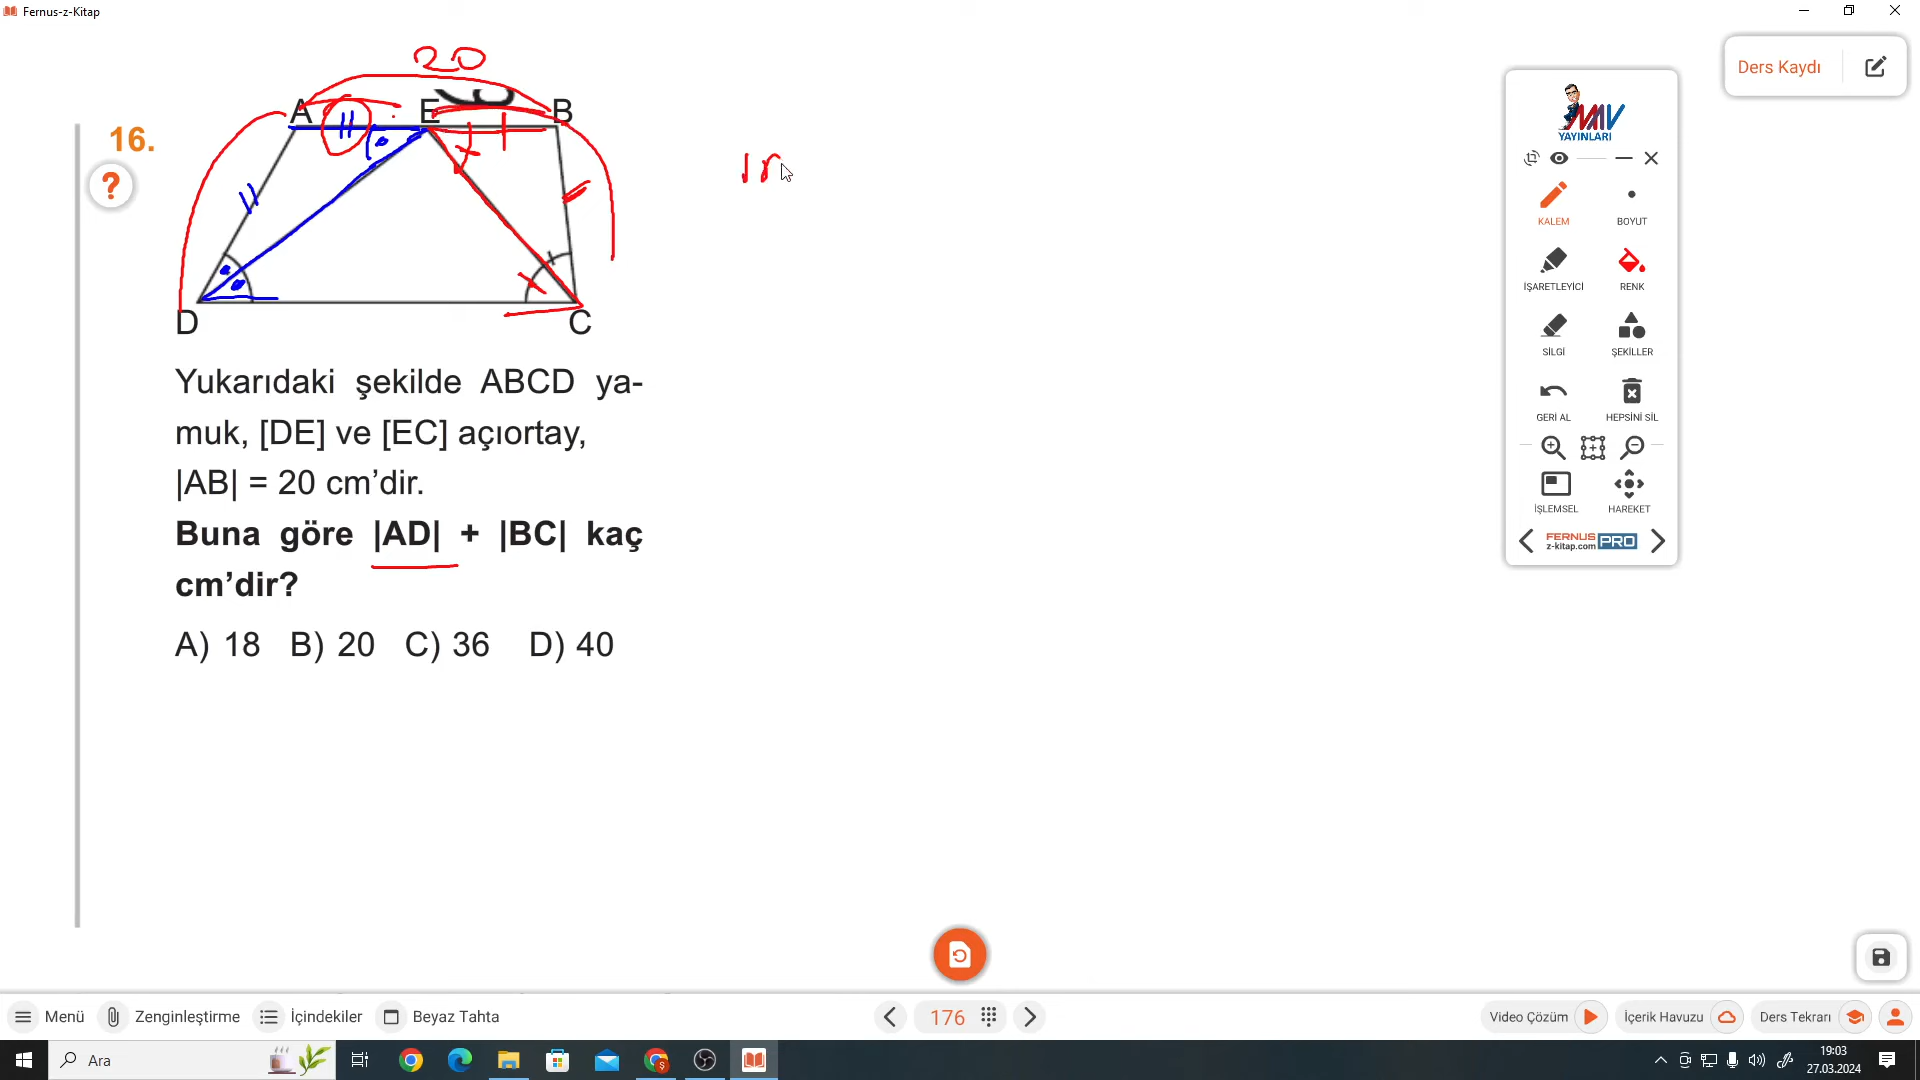 Fernus-z-Kitap
Ders Kaydı
20
A E B
16.
?
D C
Yukarıdaki şekilde ABCD ya-
muk, [DE] ve [EC] açıortay,
|AB| = 20 cm’dir.
Buna göre |AD| + |BC| kaç
cm’dir?
A) 18 B) 20 C) 36 D) 40
MAV
YAYINLARI
KALEM BOYUT
İŞARETLEYİCİ RENK
SİLGİ ŞEKİLLER
GERİ AL HEPSİNİ SİL
İŞLEMSEL HAREKET
FERNUS
z-kitap.com PRO
Menü Zenginleştirme İçindekiler Beyaz Tahta 176 Video Çözüm İçerik Havuzu Ders Tekrarı
Ara
19:03
27.03.2024